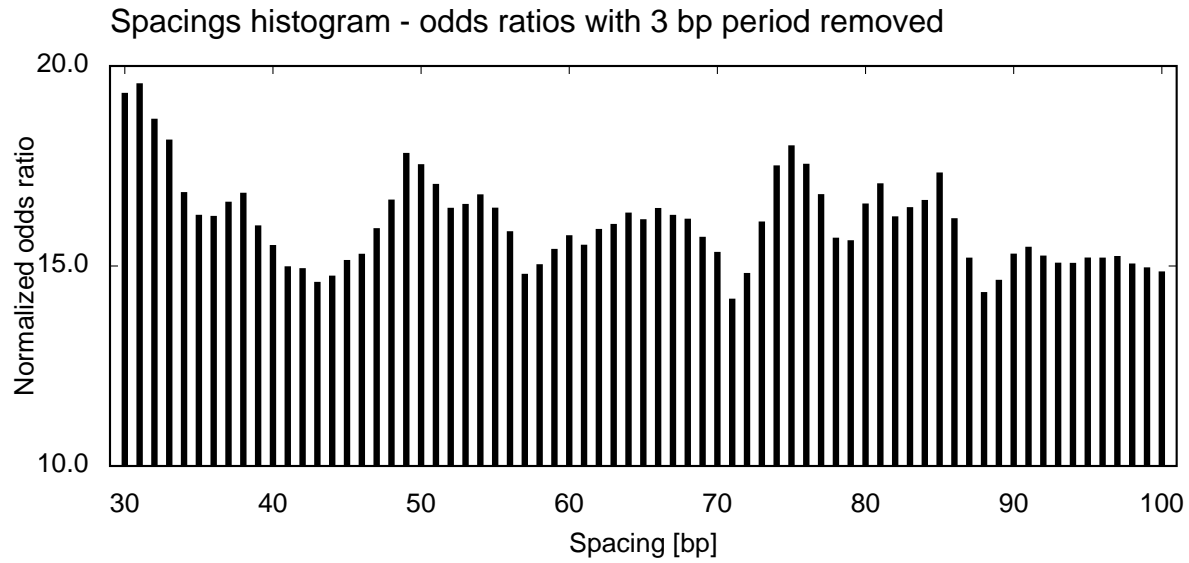 Spacings histogram - odds ratios with 3 bp period removed
20.0
15.0
10.0
Normalized odds ratio
30 40 50 60 70 80 90 100
Spacing [bp]